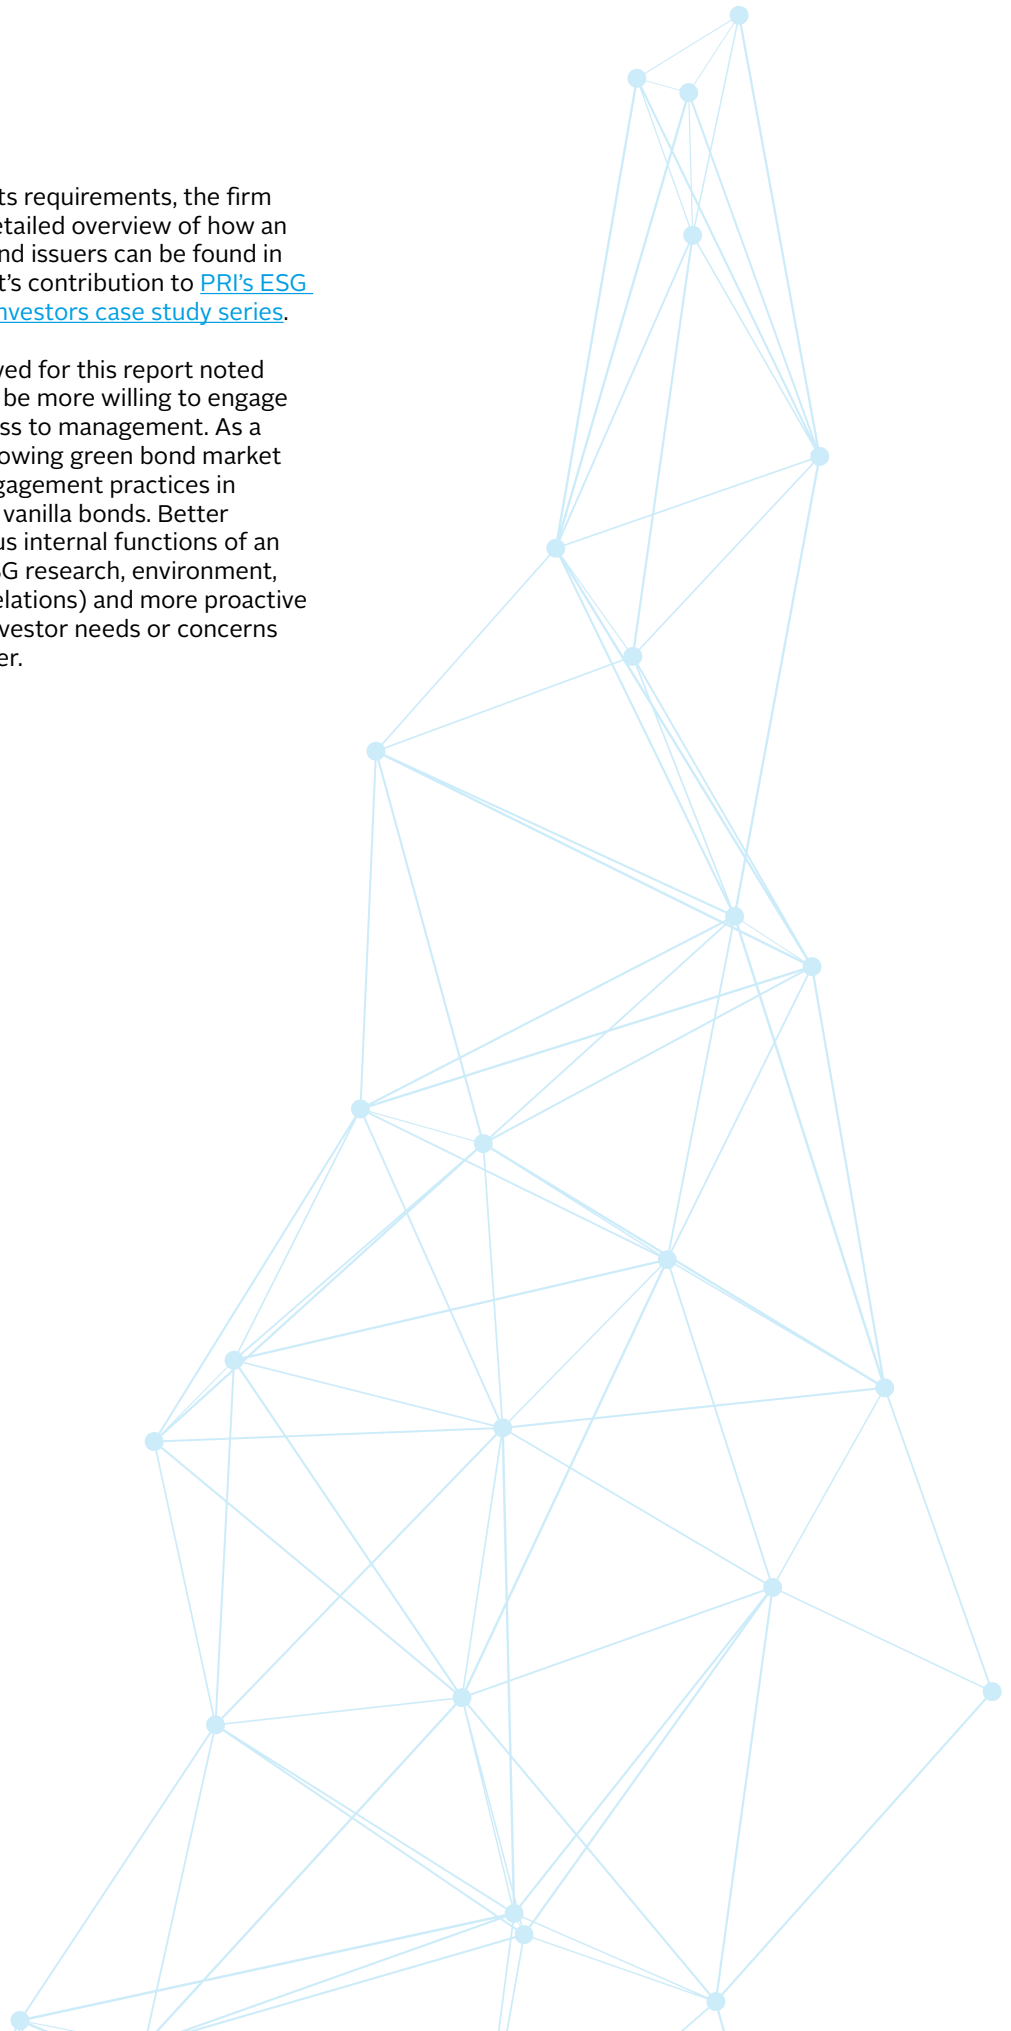 ts requirements, the firm
etailed overview of how an
nd issuers can be found in
t’s contribution to PRI’s ESG
nvestors case study series.
ved for this report noted
be more willing to engage
ss to management. As a
owing green bond market
gagement practices in
vanilla bonds. Better
us internal functions of an
SG research, environment,
elations) and more proactive
vestor needs or concerns
er.